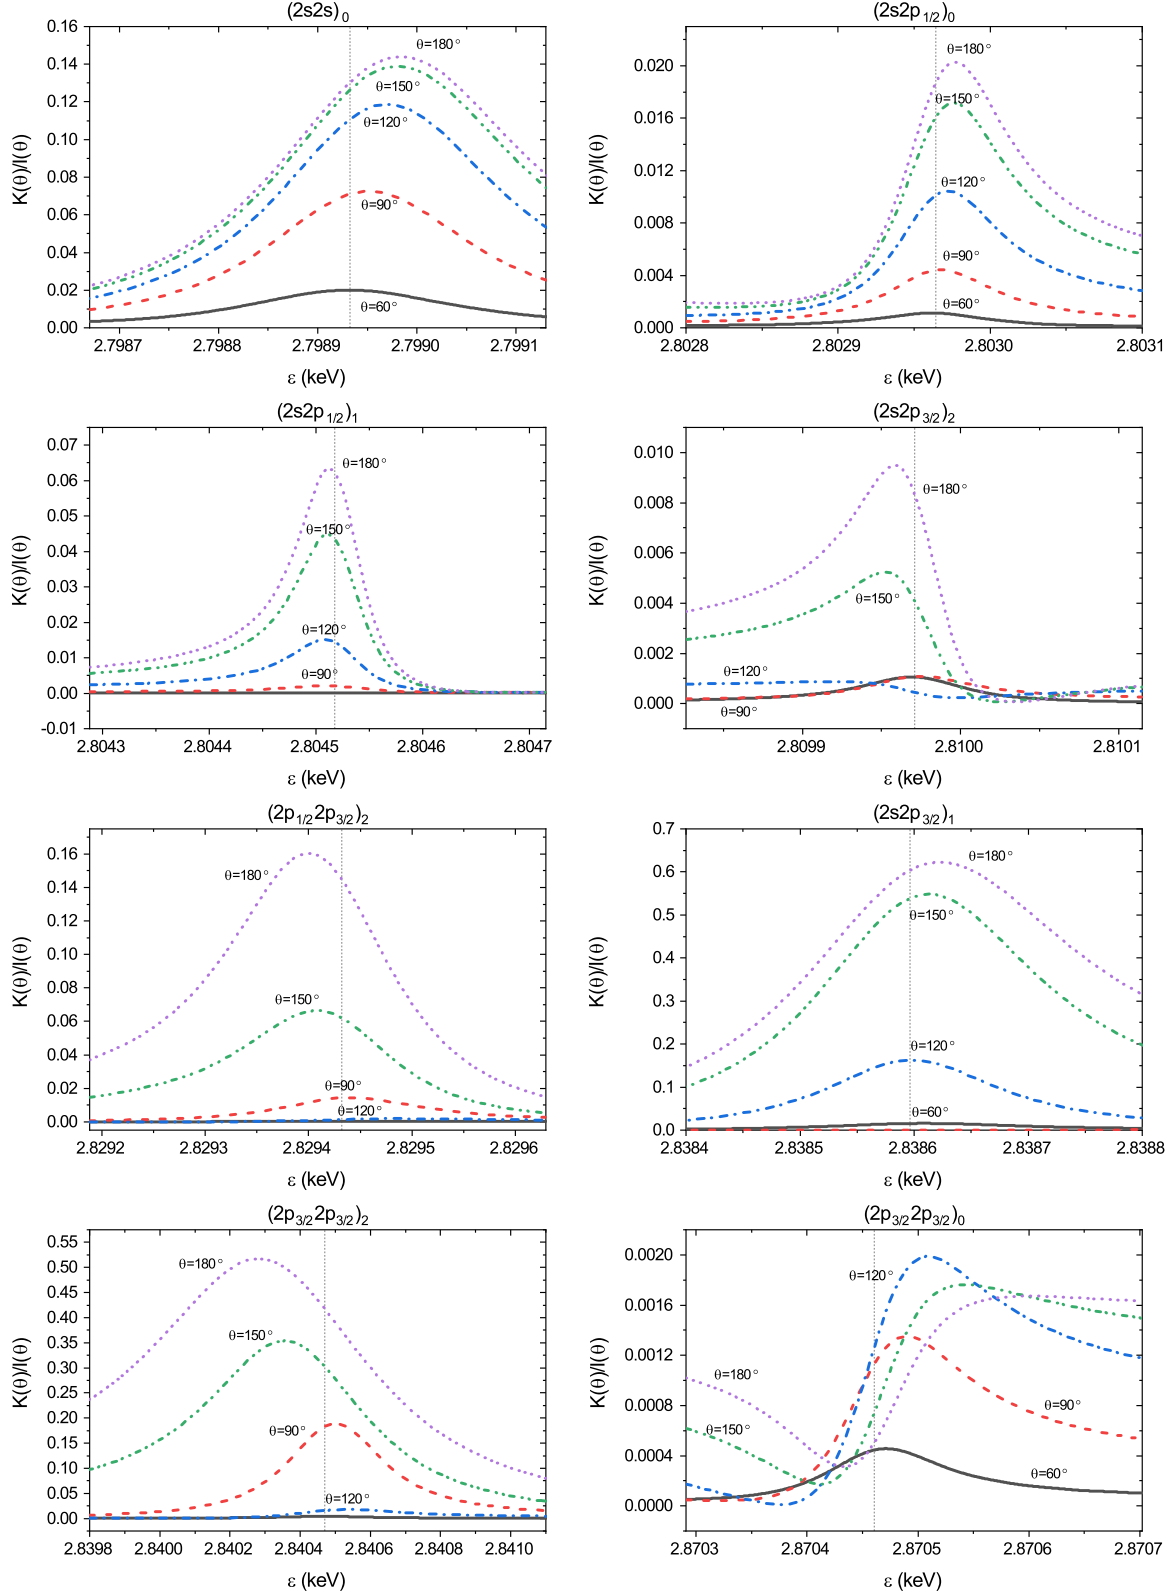 (2s2s)0
0.16
0.14
0.12
0.10
0.08
0.06
0.04
0.02
0.00
K(θ)/I(θ)
θ=180°
θ=150°
θ=120°
θ=90°
θ=60°
2.7987 2.7988 2.7989 2.7990 2.7991
ε (keV)
(2s2p1/2)0
0.020
0.016
0.012
0.008
0.004
0.000
K(θ)/I(θ)
θ=180°
θ=150°
θ=120°
θ=90°
θ=60°
2.8028 2.8029 2.8030 2.8031
ε (keV)
(2s2p1/2)1
0.07
0.06
0.05
0.04
0.03
0.02
0.01
0.00
-0.01
K(θ)/I(θ)
θ=180°
θ=150°
θ=120°
θ=90°
2.8043 2.8044 2.8045 2.8046 2.8047
ε (keV)
(2s2p3/2)2
0.010
0.008
0.006
0.004
0.002
0.000
K(θ)/I(θ)
θ=180°
θ=150°
θ=120°
θ=90°
2.8099 2.8100 2.8101
ε (keV)
(2p1/22p3/2)2
0.16
0.14
0.12
0.10
0.08
0.06
0.04
0.02
0.00
K(θ)/I(θ)
θ=180°
θ=150°
θ=90°
θ=120°
2.8292 2.8293 2.8294 2.8295 2.8296
ε (keV)
(2s2p3/2)1
0.7
0.6
0.5
0.4
0.3
0.2
0.1
0.0
K(θ)/I(θ)
θ=180°
θ=150°
θ=120°
θ=60°
2.8384 2.8385 2.8386 2.8387 2.8388
ε (keV)
(2p3/22p3/2)2
0.55
0.50
0.45
0.40
0.35
0.30
0.25
0.20
0.15
0.10
0.050
0.00
K(θ)/I(θ)
θ=180°
θ=150°
θ=90°
θ=120°
2.8398 2.8400 2.8402 2.8404 2.8406 2.8408 2.8410
ε (keV)
(2p3/22p3/2)0
0.0020
0.0016
0.0012
0.0008
0.0004
0.0000
K(θ)/I(θ)
θ=120°
θ=180°
θ=150°
θ=90°
θ=60°
2.8703 2.8704 2.8705 2.8706 2.8707
ε (keV)